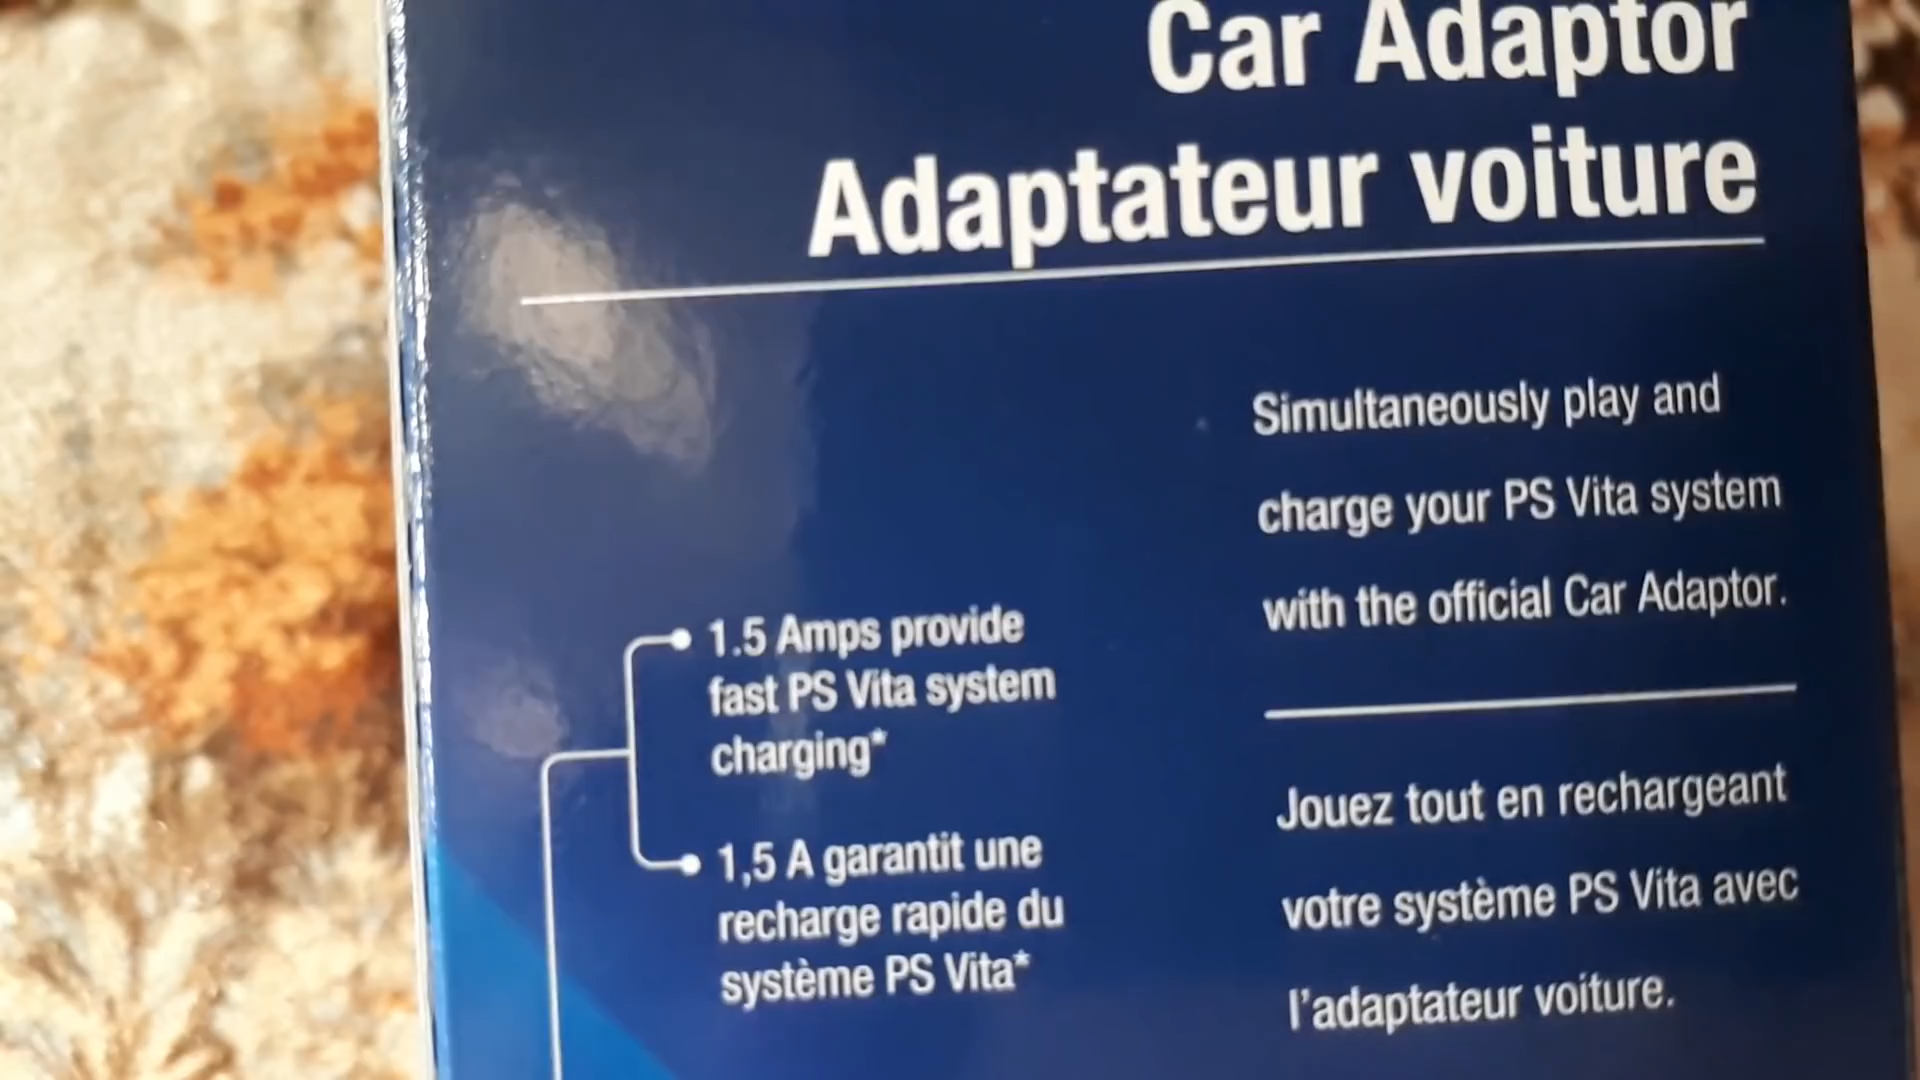 Car Adaptor
Adaptateur voiture
Simultaneously play and
charge your PS Vita system
with the official Car Adaptor.
Jouez tout en rechargeant
votre système PS Vita avec
l'adaptateur voiture.
1.5 Amps provide
fast PS Vita system
charging*
1,5 A garantit une
recharge rapide du
système PS Vita*